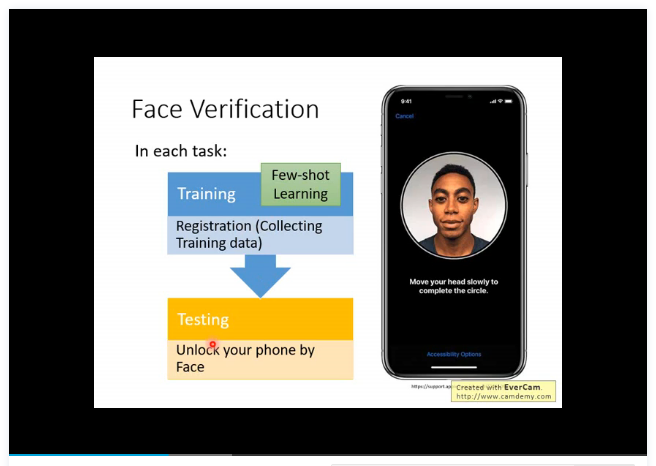 Face Verification
In each task:
Few-shot
Learning
Training
Registration (Collecting
Training data)
Testing
Unlock your phone by
Face
9:41
Cancel
Move your head slowly to
complete the circle.
Accessibility Options
https://support.ap
Created with EverCam.
http://www.camdemy.com